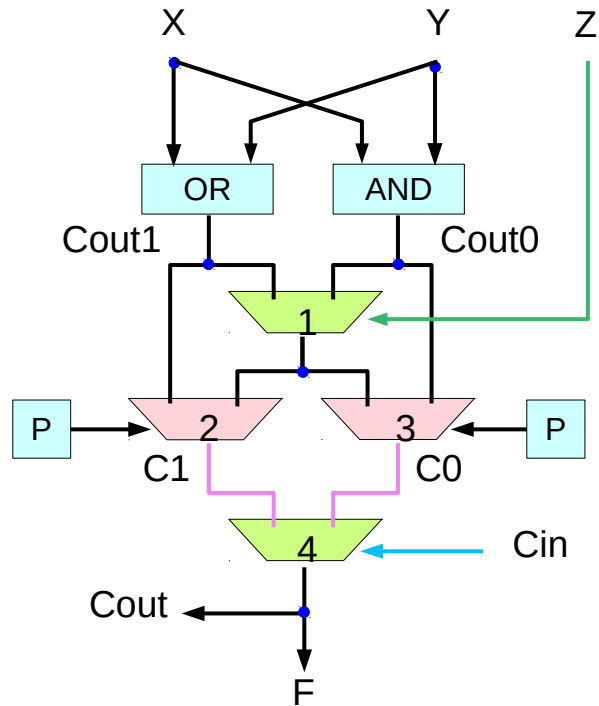 X Y Z
OR AND
Cout1 Cout0
1
P 2 3 P
C1 C0
4 Cin
Cout
F